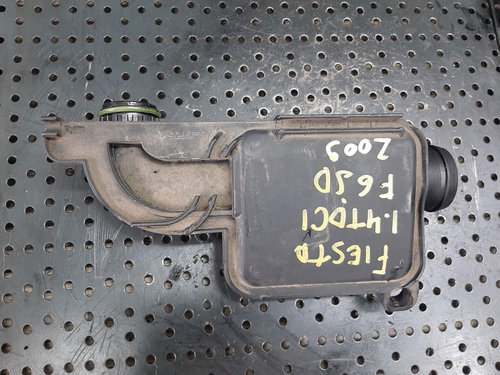 FIESTA
1.4TDCI
F6JD
2009